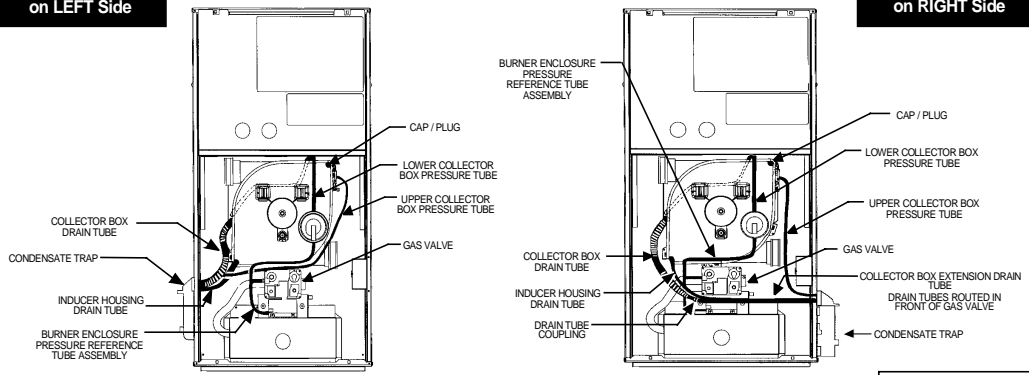 on LEFT Side
CAP / PLUG
LOWER COLLECTOR
BOX PRESSURE TUBE
UPPER COLLECTOR
BOX PRESSURE TUBE
GAS VALVE
COLLECTOR BOX
DRAIN TUBE
CONDENSATE TRAP
INDUCER HOUSING
DRAIN TUBE
BURNER ENCLOSURE
PRESSURE REFERENCE
TUBE ASSEMBLY
on RIGHT Side
BURNER ENCLOSURE
PRESSURE
REFERENCE TUBE
ASSEMBLY
CAP / PLUG
LOWER COLLECTOR BOX
PRESSURE TUBE
UPPER COLLECTOR BOX
PRESSURE TUBE
GAS VALVE
COLLECTOR BOX
DRAIN TUBE
COLLECTOR BOX EXTENSION DRAIN
TUBE
DRAIN TUBES ROUTED IN
FRONT OF GAS VALVE
INDUCER HOUSING
DRAIN TUBE
DRAIN TUBE
COUPLING
CONDENSATE TRAP